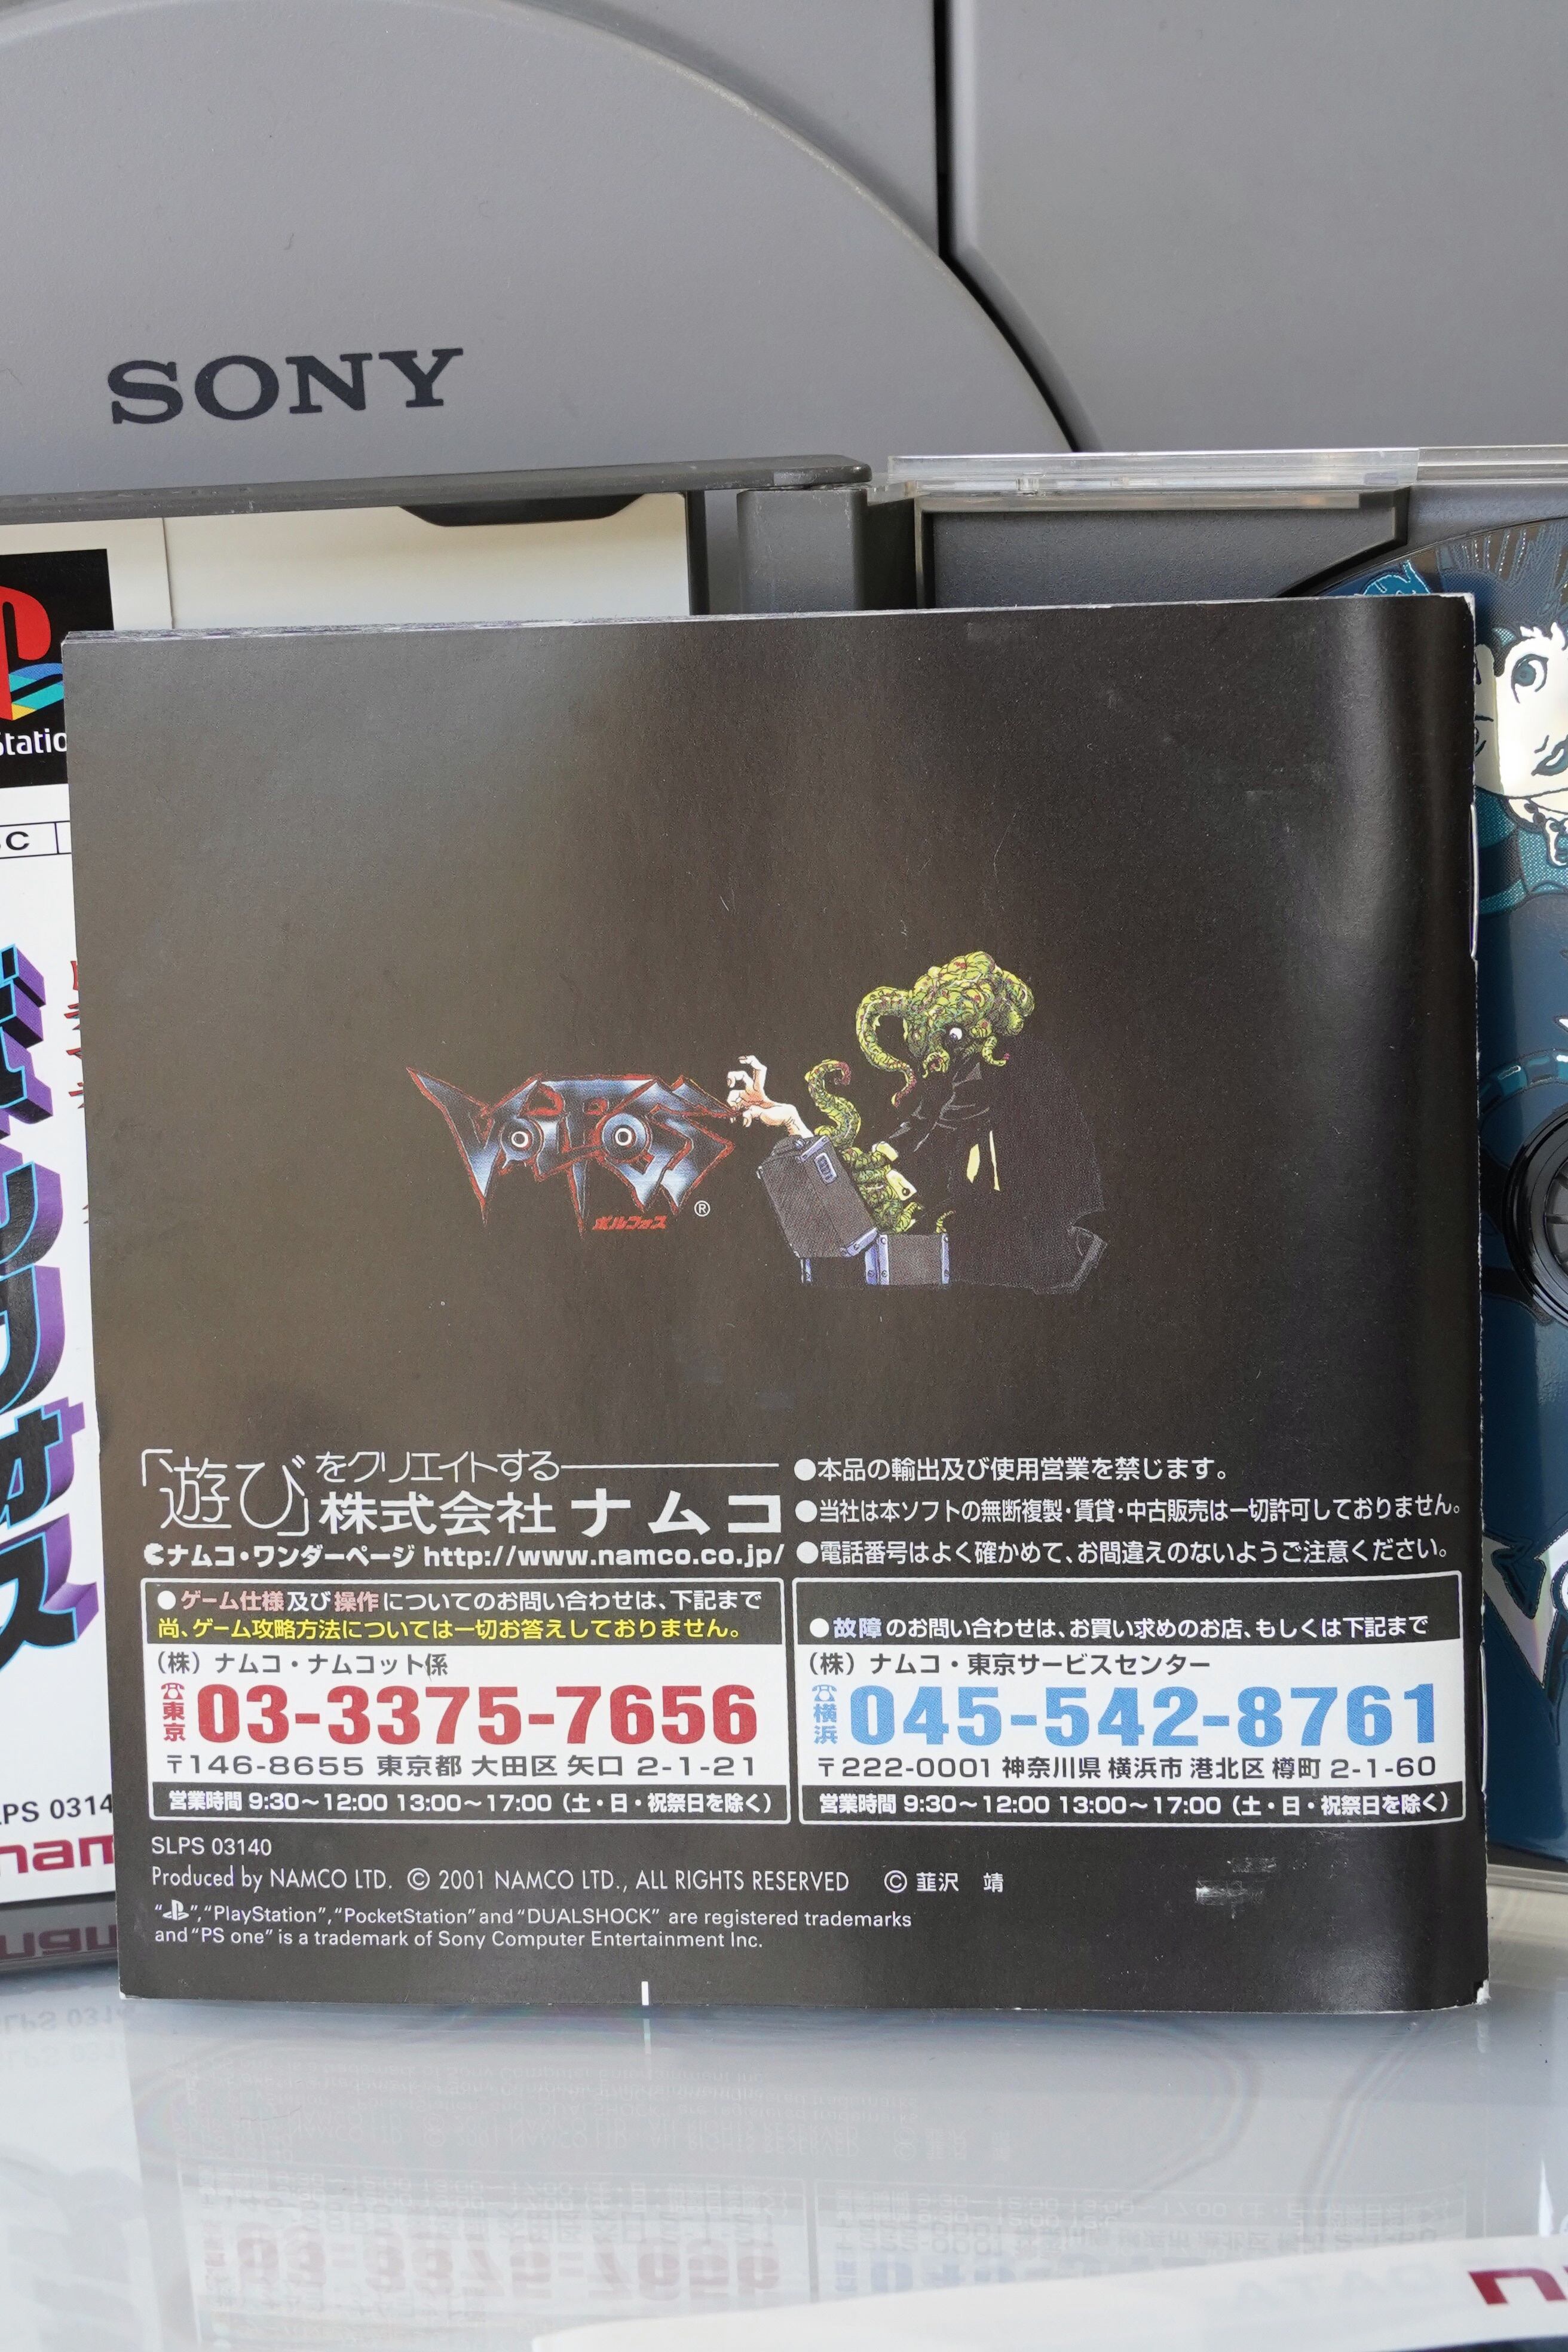 SONY
VOLFOSS
®
ボルフォス
「遊び」をクリエイトする
株式会社 ナムコ
ナムコ・ワンダーページ http://www.namco.co.jp/
●本品の輸出及び使用営業を禁じます。
●当社は本ソフトの無断複製・賃貸・中古販売は一切許可しておりません。
●電話番号はよく確かめて、お間違えのないようご注意ください。
●ゲーム仕様及び操作についてのお問い合わせは、下記まで
尚、ゲーム攻略方法については一切お答えしておりません。
(株)ナムコ・ナムコット係
☎東京 03-3375-7656
〒146-8655 東京都 大田区 矢口 2-1-21
営業時間 9:30〜12:00 13:00〜17:00(土・日・祝祭日を除く)
●故障のお問い合わせは、お買い求めのお店、もしくは下記まで
(株)ナムコ・東京サービスセンター
☎横浜 045-542-8761
〒222-0001 神奈川県 横浜市 港北区 樽町 2-1-60
営業時間 9:30〜12:00 13:00〜17:00(土・日・祝祭日を除く)
SLPS 03140
Produced by NAMCO LTD. © 2001 NAMCO LTD., ALL RIGHTS RESERVED © 韮沢 靖
" ","PlayStation","PocketStation" and "DUALSHOCK" are registered trademarks
and "PS one" is a trademark of Sony Computer Entertainment Inc.